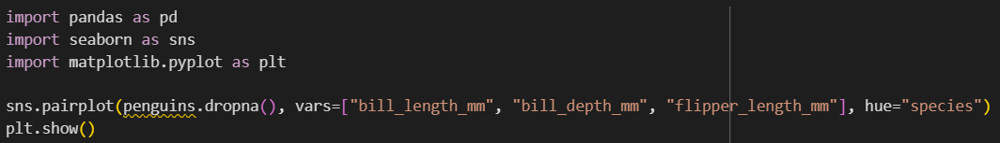 import pandas as pd
import seaborn as sns
import matplotlib.pyplot as plt
sns.pairplot(penguins.dropna(), vars=["bill_length_mm", "bill_depth_mm", "flipper_length_mm"], hue="species")
plt.show()